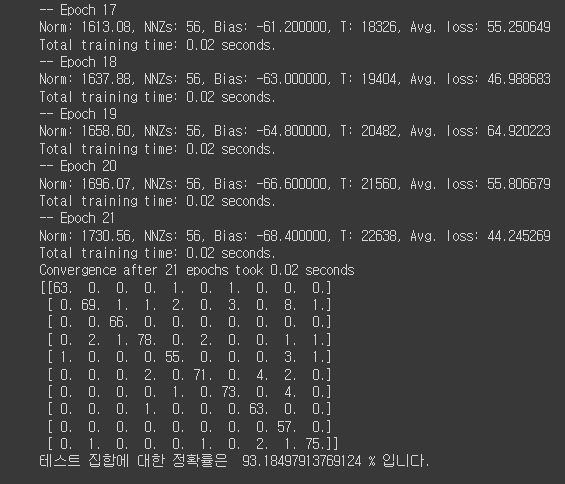 -- Epoch 17
Norm: 1613.08, NNZs: 56, Bias: -61.200000, T: 18326, Avg. loss: 55.250649
Total training time: 0.02 seconds.
-- Epoch 18
Norm: 1637.88, NNZs: 56, Bias: -63.000000, T: 19404, Avg. loss: 46.988683
Total training time: 0.02 seconds.
-- Epoch 19
Norm: 1658.60, NNZs: 56, Bias: -64.800000, T: 20482, Avg. loss: 64.920223
Total training time: 0.02 seconds.
-- Epoch 20
Norm: 1696.07, NNZs: 56, Bias: -66.600000, T: 21560, Avg. loss: 55.806679
Total training time: 0.02 seconds.
-- Epoch 21
Norm: 1730.56, NNZs: 56, Bias: -68.400000, T: 22638, Avg. loss: 44.245269
Total training time: 0.02 seconds.
Convergence after 21 epochs took 0.02 seconds
[[63. 0. 0. 0. 1. 0. 1. 0. 0. 0.]
[ 0. 69. 1. 1. 2. 0. 3. 0. 8. 1.]
[ 0. 0. 66. 0. 0. 0. 0. 0. 0. 0.]
[ 0. 2. 1. 78. 0. 2. 0. 0. 1. 1.]
[ 1. 0. 0. 0. 55. 0. 0. 0. 3. 1.]
[ 0. 0. 0. 2. 0. 71. 0. 4. 2. 0.]
[ 0. 0. 0. 0. 1. 0. 73. 0. 4. 0.]
[ 0. 0. 0. 1. 0. 0. 0. 63. 0. 0.]
[ 0. 0. 0. 0. 0. 0. 0. 0. 57. 0.]
[ 0. 1. 0. 0. 0. 1. 0. 2. 1. 75.]]
테스트 집합에 대한 정확률은  93.18497913769124 % 입니다.